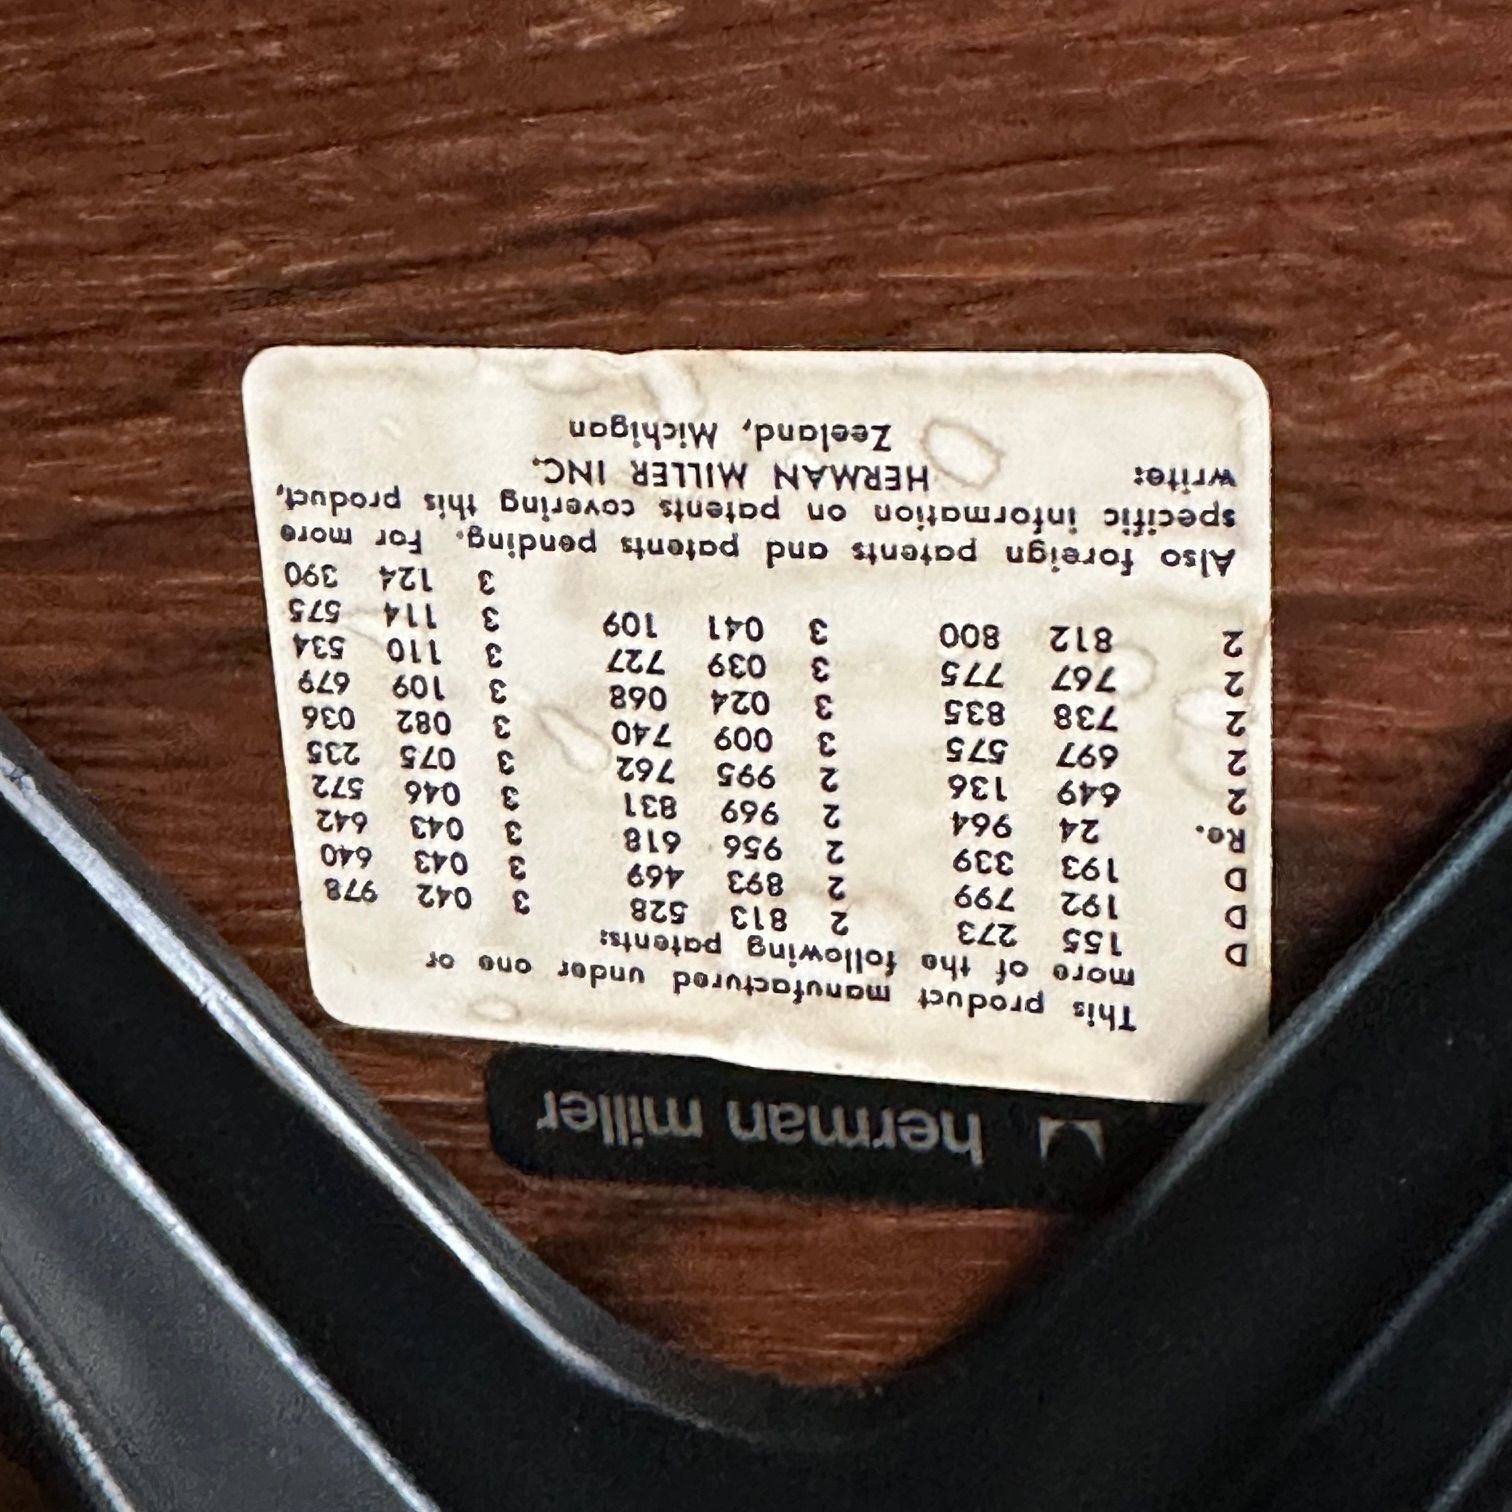 herman miller
This product manufactured under one or
more of the following patents:
D 155 273 2 813 528 3 042 978
D 192 799 2 893 469 3 043 640
D 193 339 2 956 618 3 043 642
Re. 24 964 2 969 831 3 046 572
2 649 136 2 995 762 3 075 235
2 697 575 3 009 740 3 082 036
2 738 835 3 024 068 3 109 679
2 767 775 3 039 727 3 110 534
2 812 800 3 041 109 3 114 575
3 124 390
Also foreign patents and patents pending. For more
specific information on patents covering this product,
write: HERMAN MILLER INC.
Zeeland, Michigan